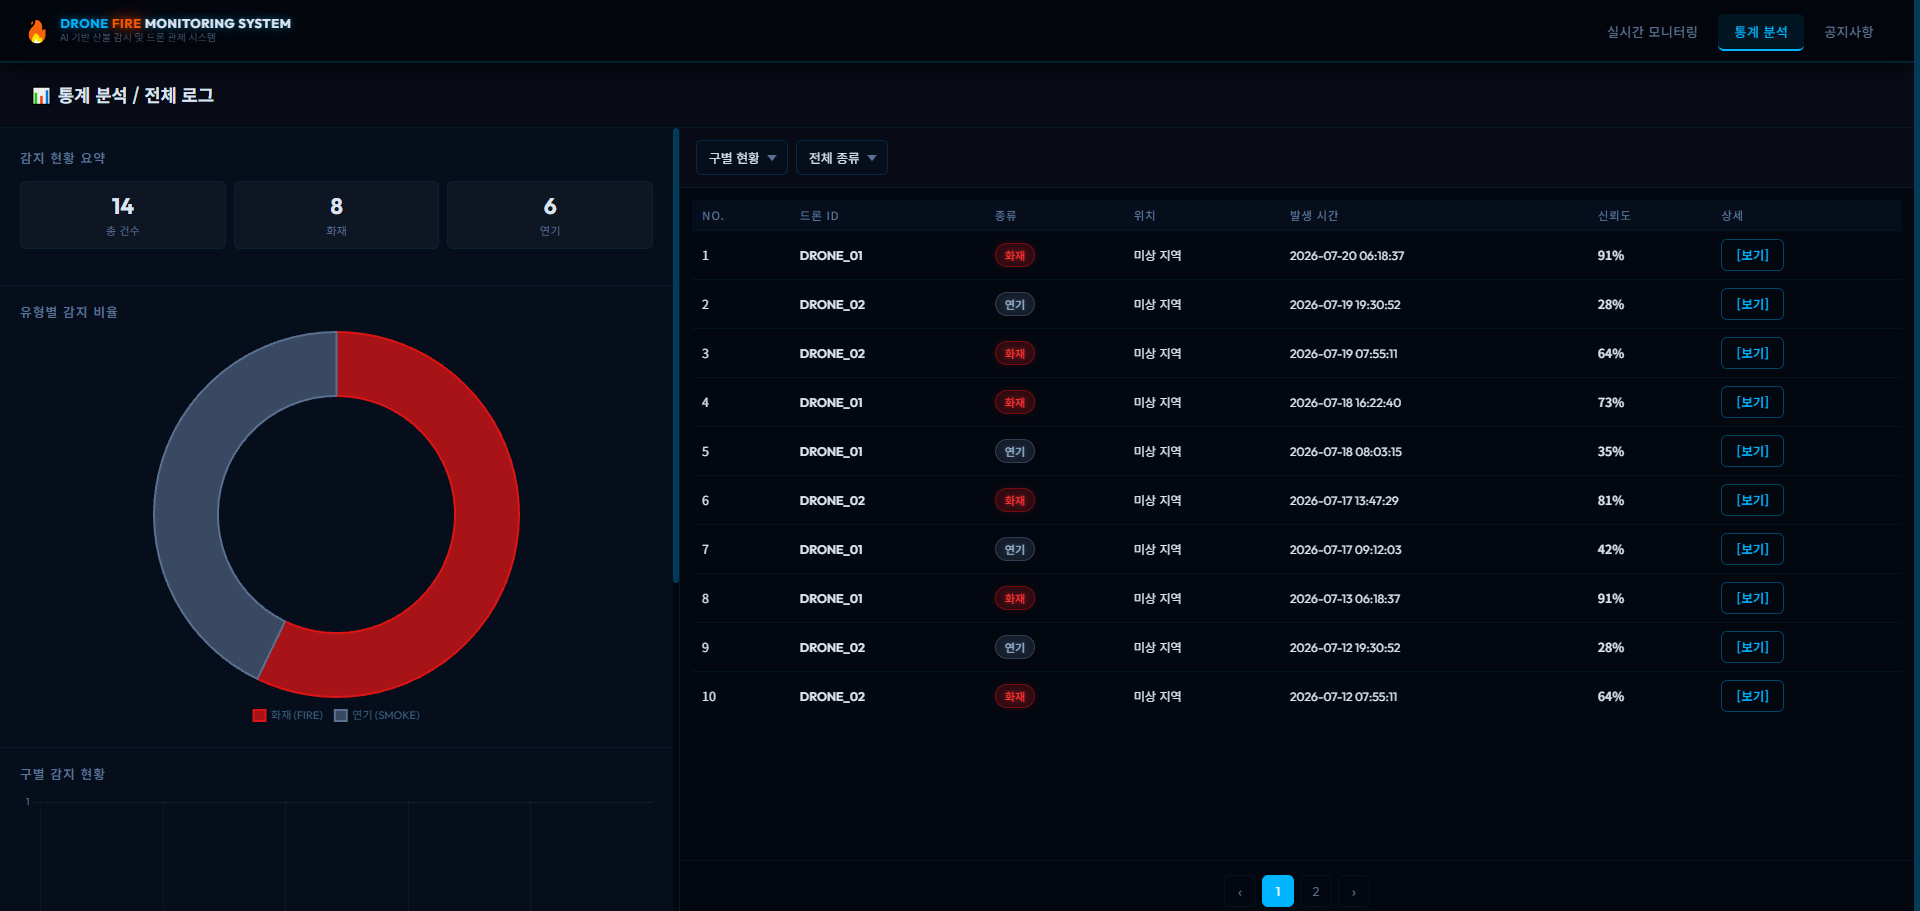 DRONE FIRE MONITORING SYSTEM
AI 기반 산불 감시 및 드론 관제 시스템
실시간 모니터링
통계 분석
공지사항
통계 분석 / 전체 로그
감지 현황 요약
14
총 건수
8
화재
6
연기
유형별 감지 비율
화재 (FIRE) 연기 (SMOKE)
구별 감지 현황
1
구별 현황
전체 종류
NO. 드론 ID 종류 위치 발생 시간 신뢰도 상세
1 DRONE_01 화재 미상 지역 2026-07-20 06:18:37 91% [보기]
2 DRONE_02 연기 미상 지역 2026-07-19 19:30:52 28% [보기]
3 DRONE_02 화재 미상 지역 2026-07-19 07:55:11 64% [보기]
4 DRONE_01 화재 미상 지역 2026-07-18 16:22:40 73% [보기]
5 DRONE_01 연기 미상 지역 2026-07-18 08:03:15 35% [보기]
6 DRONE_02 화재 미상 지역 2026-07-17 13:47:29 81% [보기]
7 DRONE_01 연기 미상 지역 2026-07-17 09:12:03 42% [보기]
8 DRONE_01 화재 미상 지역 2026-07-13 06:18:37 91% [보기]
9 DRONE_02 연기 미상 지역 2026-07-12 19:30:52 28% [보기]
10 DRONE_02 화재 미상 지역 2026-07-12 07:55:11 64% [보기]
‹ 1 2 ›